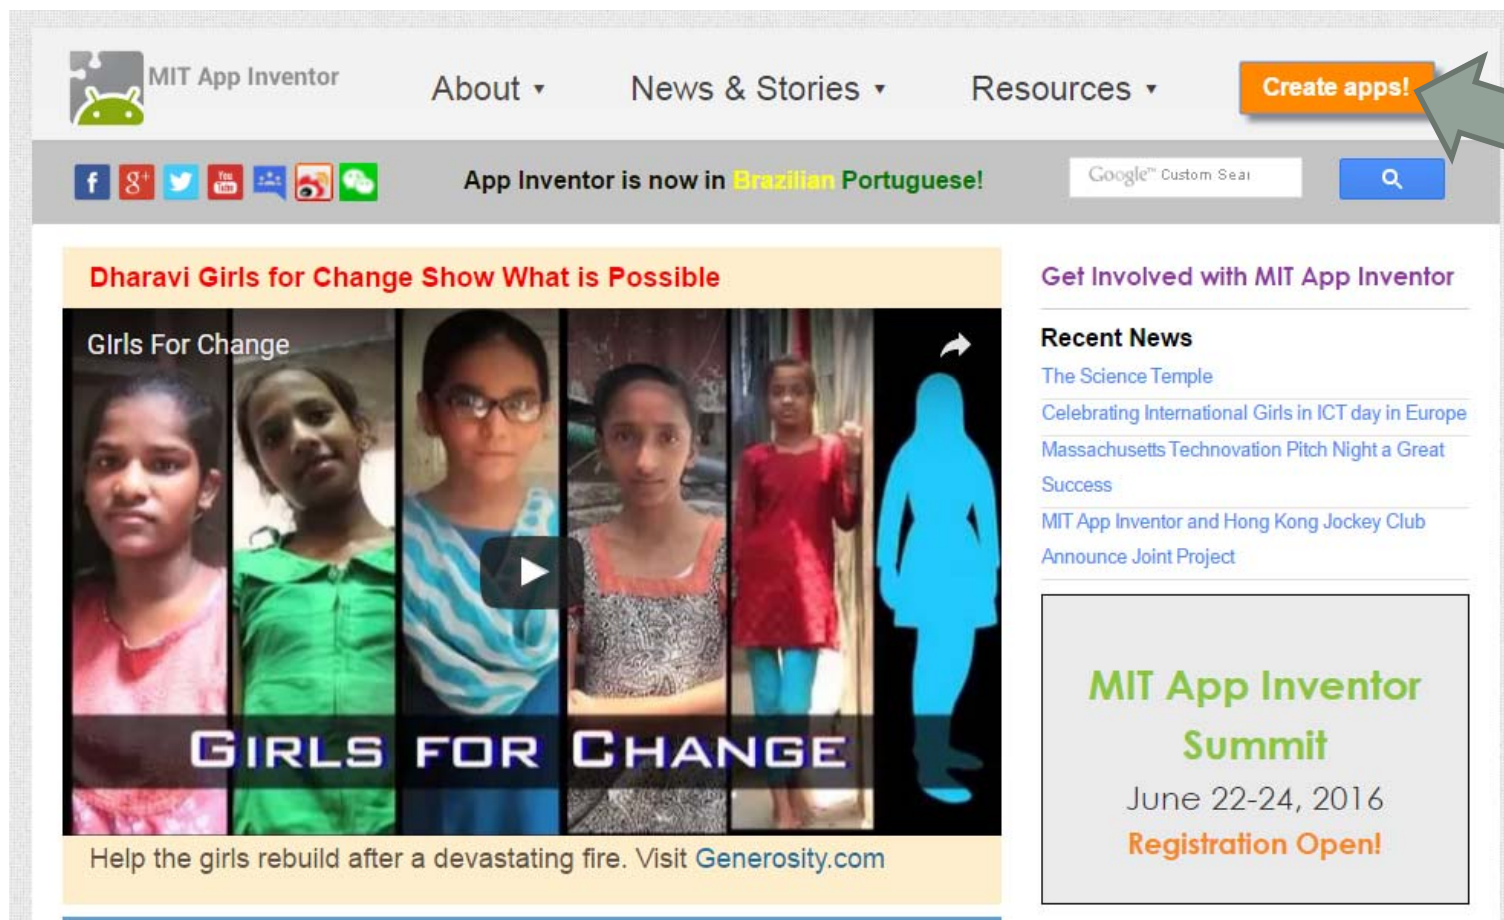 MIT App Inventor
About
News & Stories
Resources
Create apps!
f
g+
You
Tube
App Inventor is now in Brazilian Portuguese!
Google™ Custom Sear
Dharavi Girls for Change Show What is Possible
GIrls For Change
GIRLS FOR CHANGE
Help the girls rebuild after a devastating fire. Visit Generosity.com
Get Involved with MIT App Inventor
Recent News
The Science Temple
Celebrating International Girls in ICT day in Europe
Massachusetts Technovation Pitch Night a Great
Success
MIT App Inventor and Hong Kong Jockey Club
Announce Joint Project
MIT App Inventor
Summit
June 22-24, 2016
Registration Open!